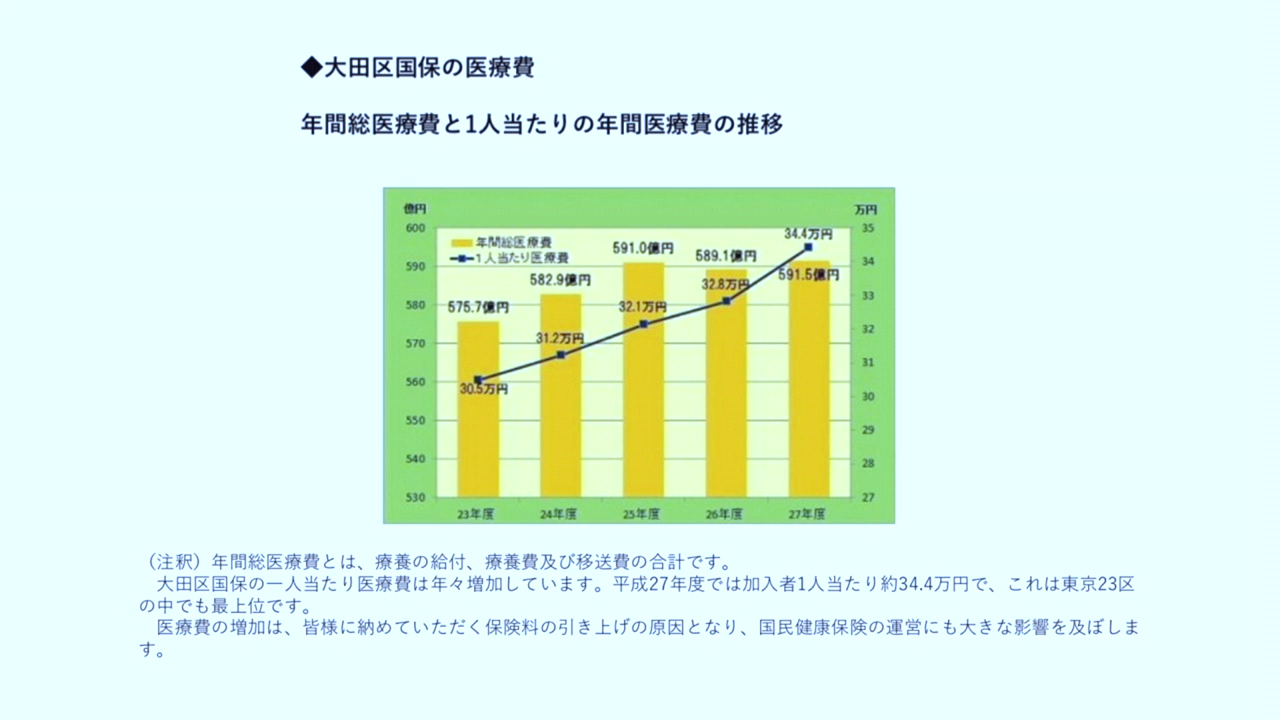 ◆大田区国保の医療費
年間総医療費と1人当たりの年間医療費の推移
億円
万円
600
590
580
570
560
550
540
530
35
34
33
32
31
30
29
28
27
年間総医療費
1人当たり医療費
575.7億円
582.9億円
591.0億円
589.1億円
591.5億円
30.5万円
31.2万円
32.1万円
32.8万円
34.4万円
23年度
24年度
25年度
26年度
27年度
（注釈）年間総医療費とは、療養の給付、療養費及び移送費の合計です。
大田区国保の一人当たり医療費は年々増加しています。平成27年度では加入者1人当たり約34.4万円で、これは東京23区
の中でも最上位です。
医療費の増加は、皆様に納めていただく保険料の引き上げの原因となり、国民健康保険の運営にも大きな影響を及ぼしま
す。